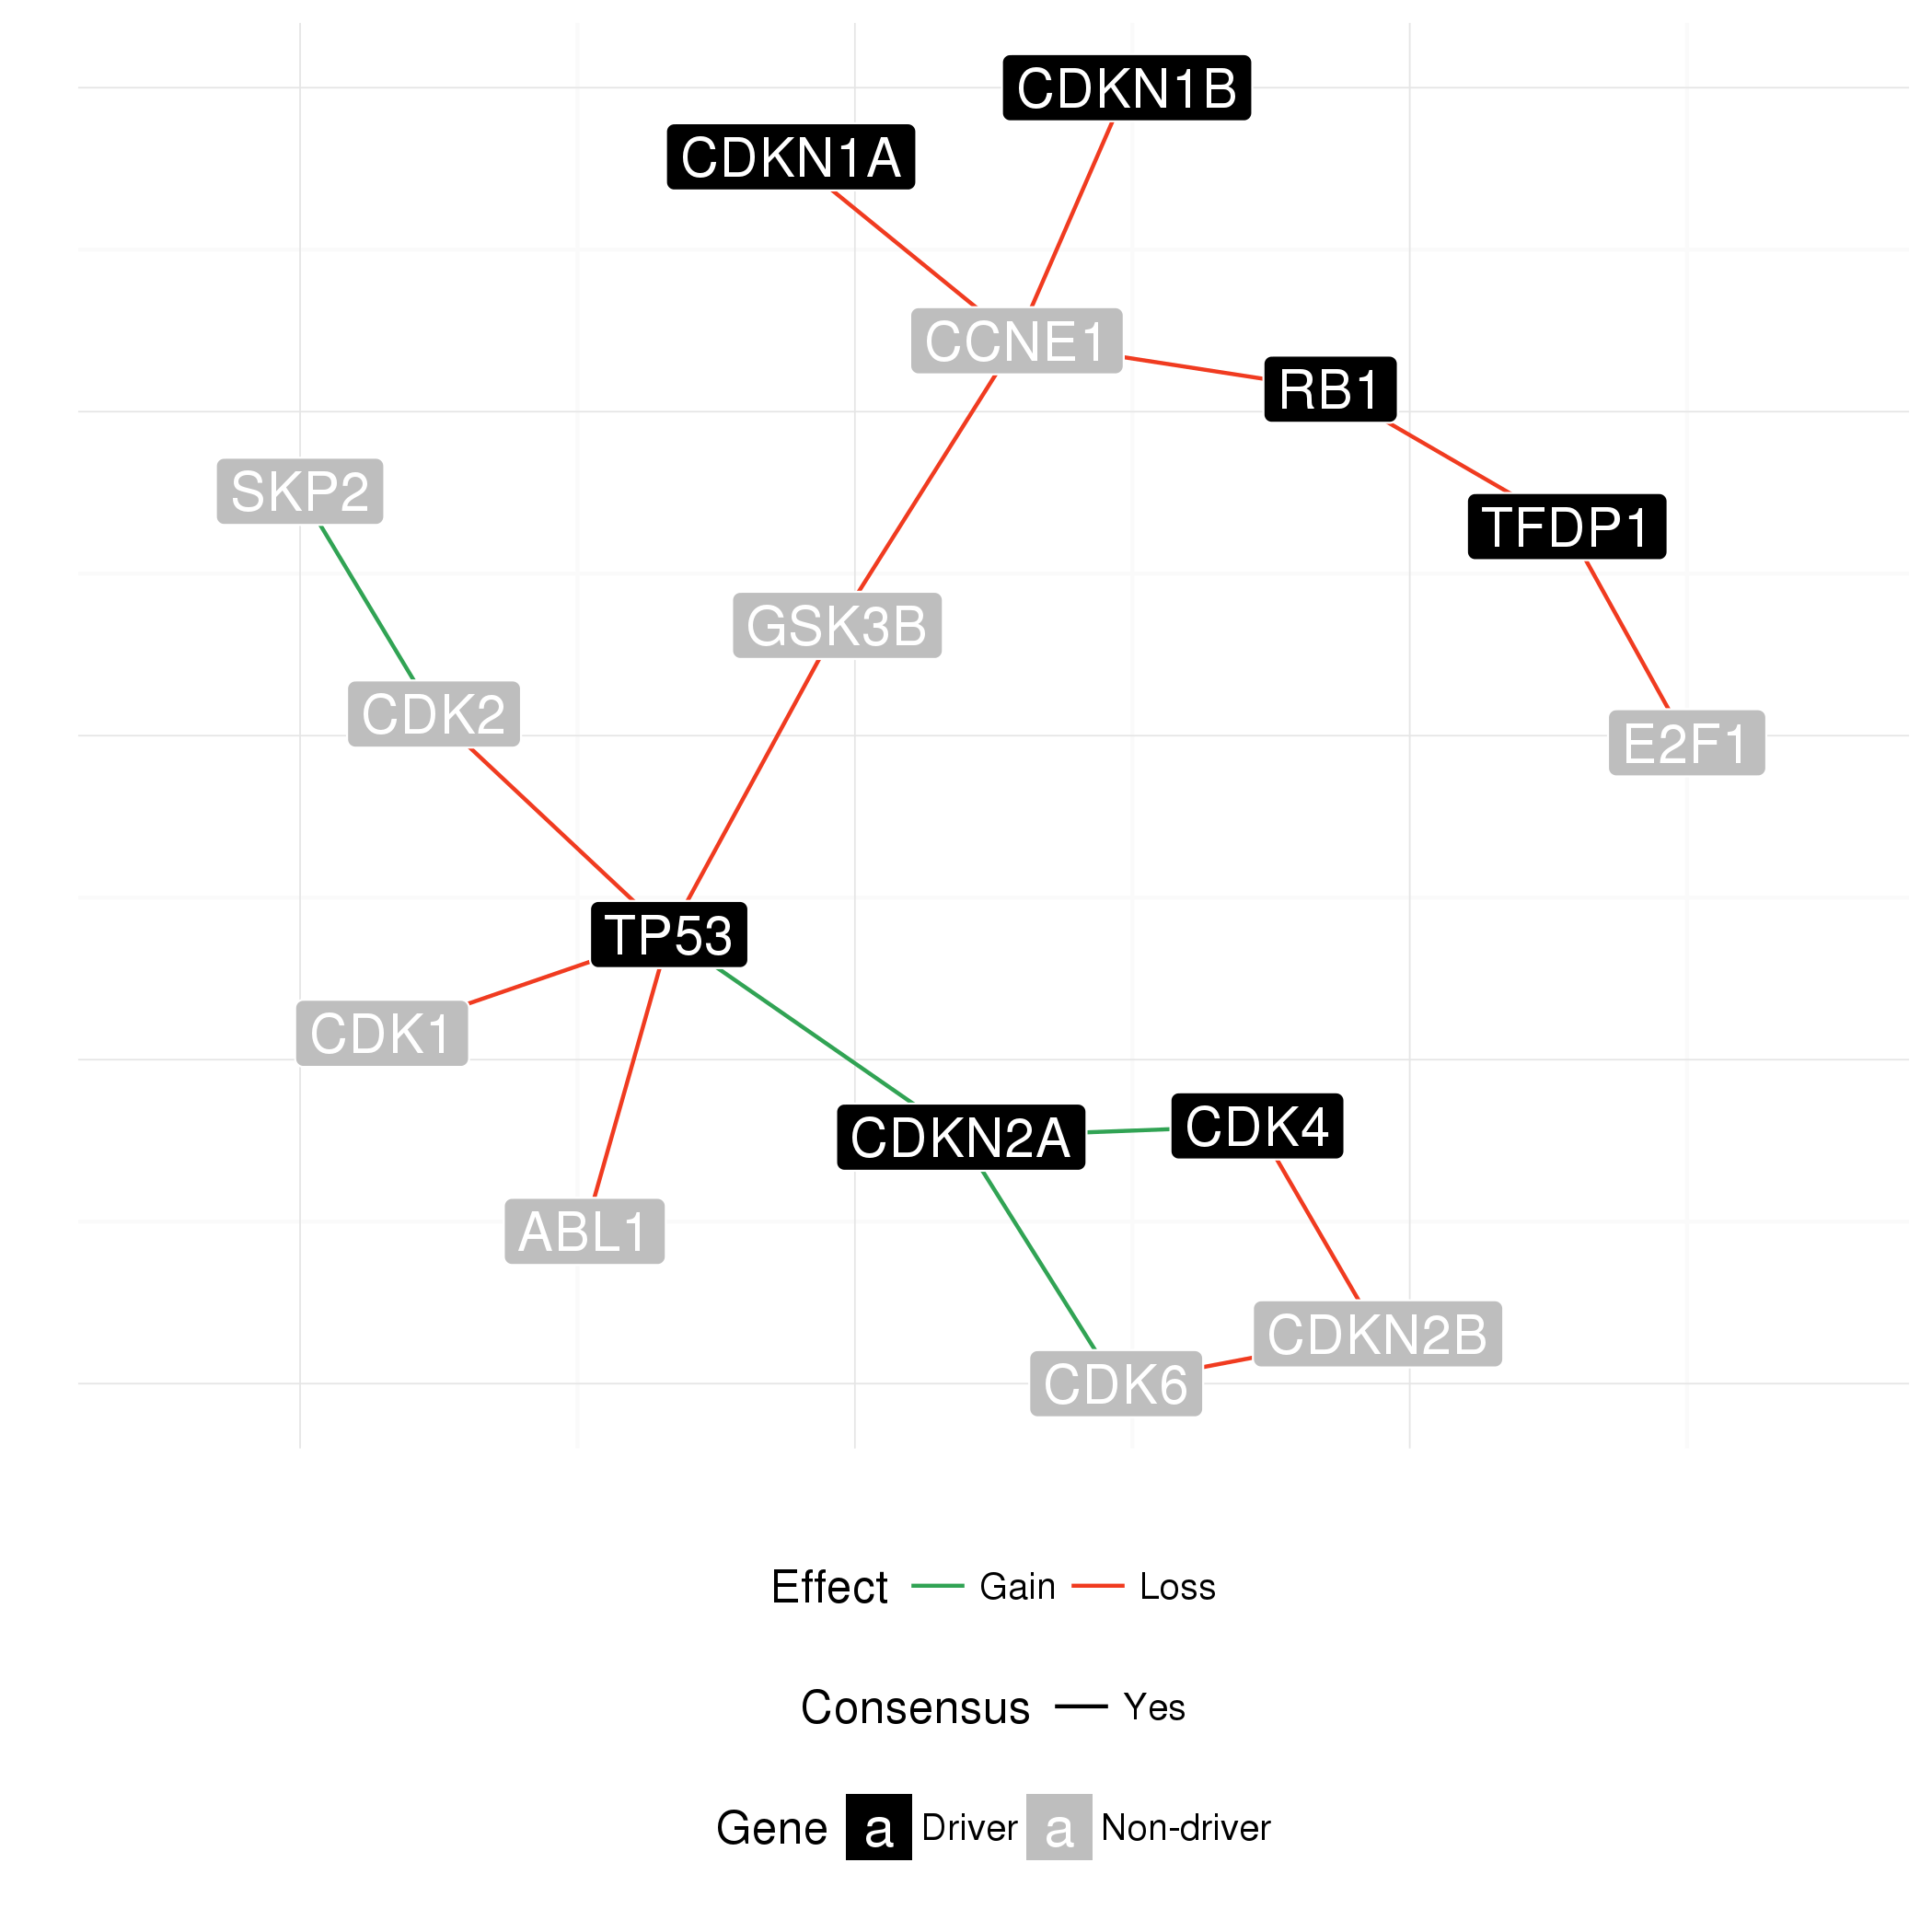 CDKN1B
CDKN1A
CCNE1
RB1
SKP2
TFDP1
GSK3B
CDK2
E2F1
TP53
CDK1
CDKN2A
CDK4
ABL1
CDKN2B
CDK6
Effect Gain Loss
Consensus Yes
Gene a Driver a Non-driver